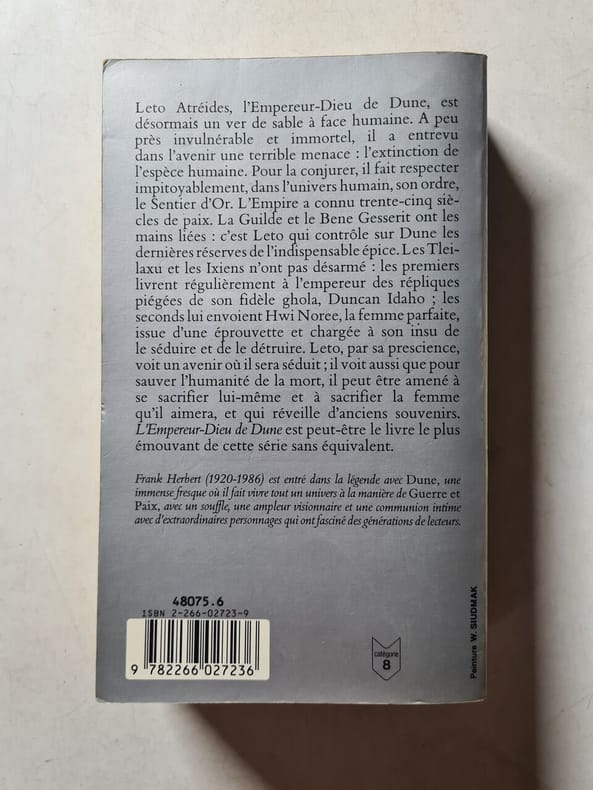 Leto Atréides, l'Empereur-Dieu de Dune, est
désormais un ver de sable à face humaine. A peu
près invulnérable et immortel, il a entrevu
dans l'avenir une terrible menace : l'extinction de
l'espèce humaine. Pour la conjurer, il fait respecter
impitoyablement, dans l'univers humain, son ordre,
le Sentier d'Or. L'Empire a connu trente-cinq siè-
cles de paix. La Guilde et le Bene Gesserit ont les
mains liées : c'est Leto qui contrôle sur Dune les
dernières réserves de l'indispensable épice. Les Tlei-
laxu et les Ixiens n'ont pas désarmé : les premiers
livrent régulièrement à l'empereur des répliques
piégées de son fidèle ghola, Duncan Idaho ; les
seconds lui envoient Hwi Noree, la femme parfaite,
issue d'une éprouvette et chargée à son insu de
le séduire et de le détruire. Leto, par sa prescience,
voit un avenir où il sera séduit ; il voit aussi que pour
sauver l'humanité de la mort, il peut être amené à
se sacrifier lui-même et à sacrifier la femme
qu'il aimera, et qui réveille d'anciens souvenirs.
L'Empereur-Dieu de Dune est peut-être le livre le plus
émouvant de cette série sans équivalent.
Frank Herbert (1920-1986) est entré dans la légende avec Dune, une
immense fresque où il fait vivre tout un univers à la manière de Guerre et
Paix, avec un souffle, une ampleur visionnaire et une communion intime
avec d'extraordinaires personnages qui ont fasciné des générations de lecteurs.
48075.6
ISBN 2-266-02723-9
9 782266 027236
catégorie
8
Peinture W. SIUDMAK